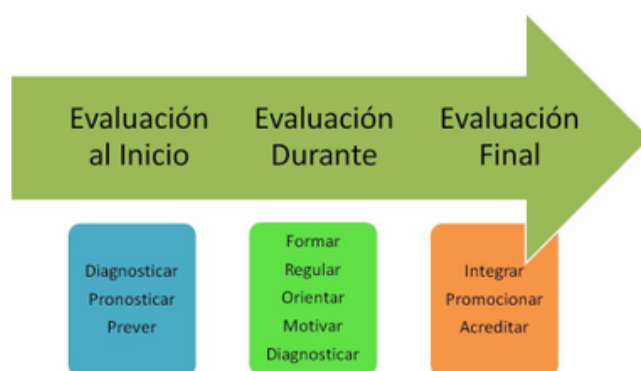 Evaluación
al Inicio
Evaluación
Durante
Evaluación
Final
Diagnosticar
Pronosticar
Prever
Formar
Regular
Orientar
Motivar
Diagnosticar
Integrar
Promocionar
Acreditar